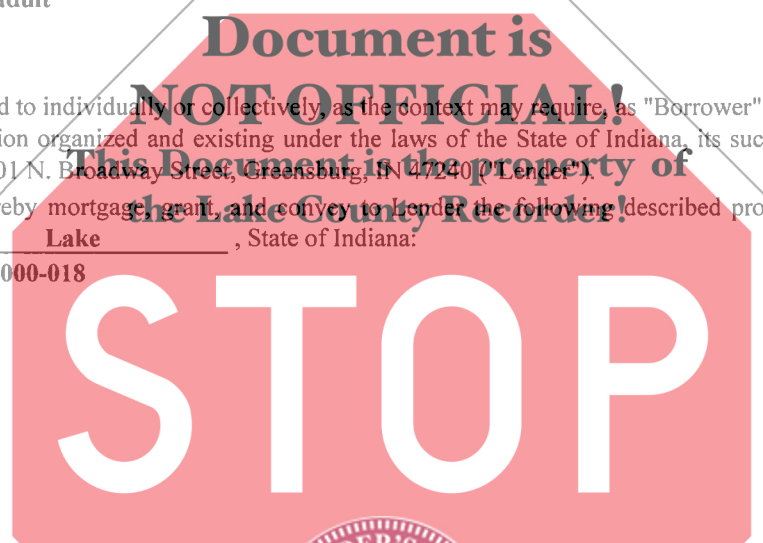 adult
Document is
NOT OFFICIAL!
d to individually or collectively, as the context may require, as "Borrower"
ion organized and existing under the laws of the State of Indiana, its suc
This Document is the property of
01 N. Broadway Street, Greensburg, IN 47240 ("Lender").
the Lake County Recorder!
eby mortgage, grant, and convey to Lender the following described pro
Lake , State of Indiana:
000-018
STOP
DER'S